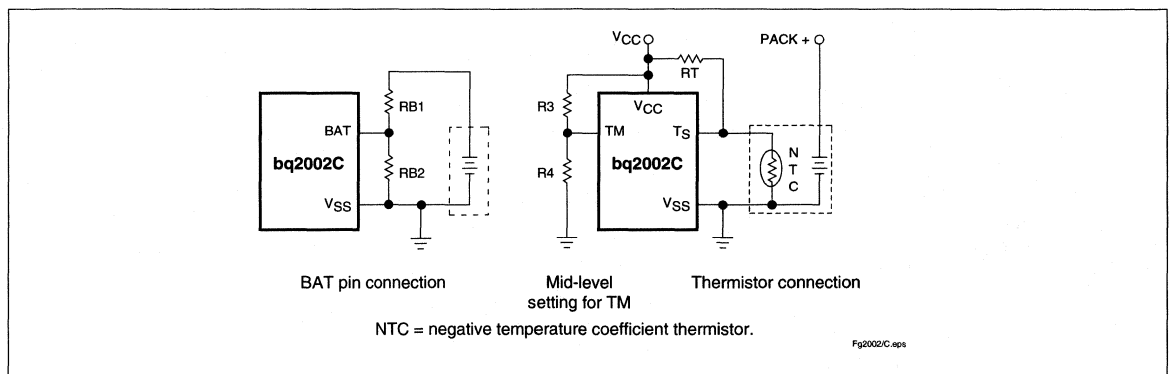 BAT
bq2002C
VSS
RB1
RB2
BAT pin connection
VCC
RT
R3
R4
VCC
TM
TS
bq2002C
VSS
PACK +
N
T
C
Mid-level
setting for TM
Thermistor connection
NTC = negative temperature coefficient thermistor.
Fg2002/C.eps